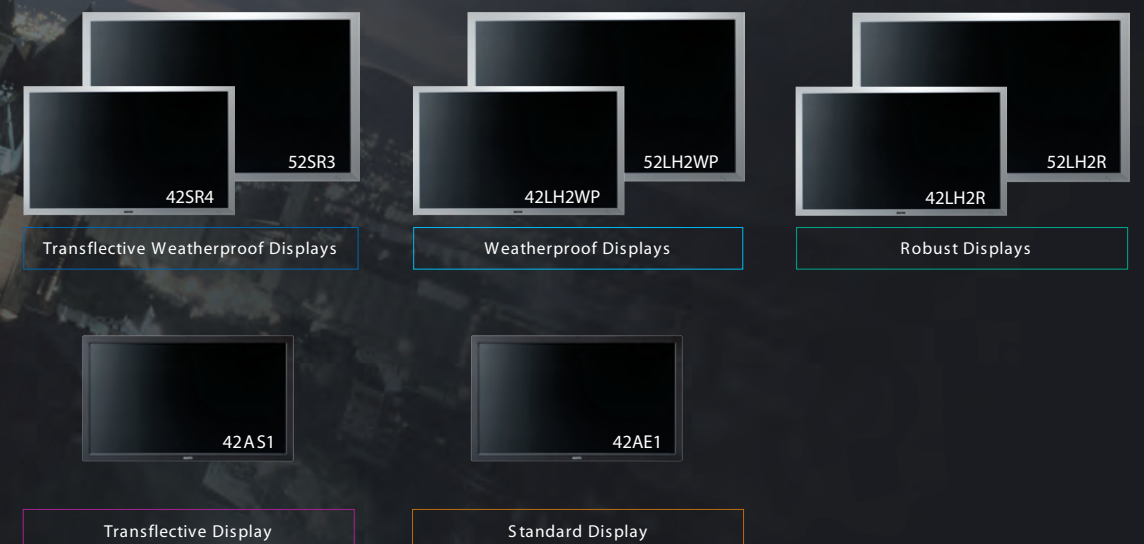 52SR3
42SR4
Transflective Weatherproof Displays
52LH2WP
42LH2WP
Weatherproof Displays
52LH2R
42LH2R
Robust Displays
42AS1
Transflective Display
42AE1
Standard Display